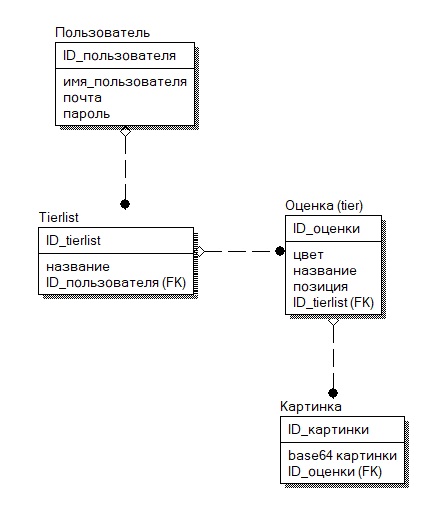 Пользователь
ID_пользователя
имя_пользователя
почта
пароль
Tierlist
ID_tierlist
название
ID_пользователя (FK)
Оценка (tier)
ID_оценки
цвет
название
позиция
ID_tierlist (FK)
Картинка
ID_картинки
base64 картинки
ID_оценки (FK)